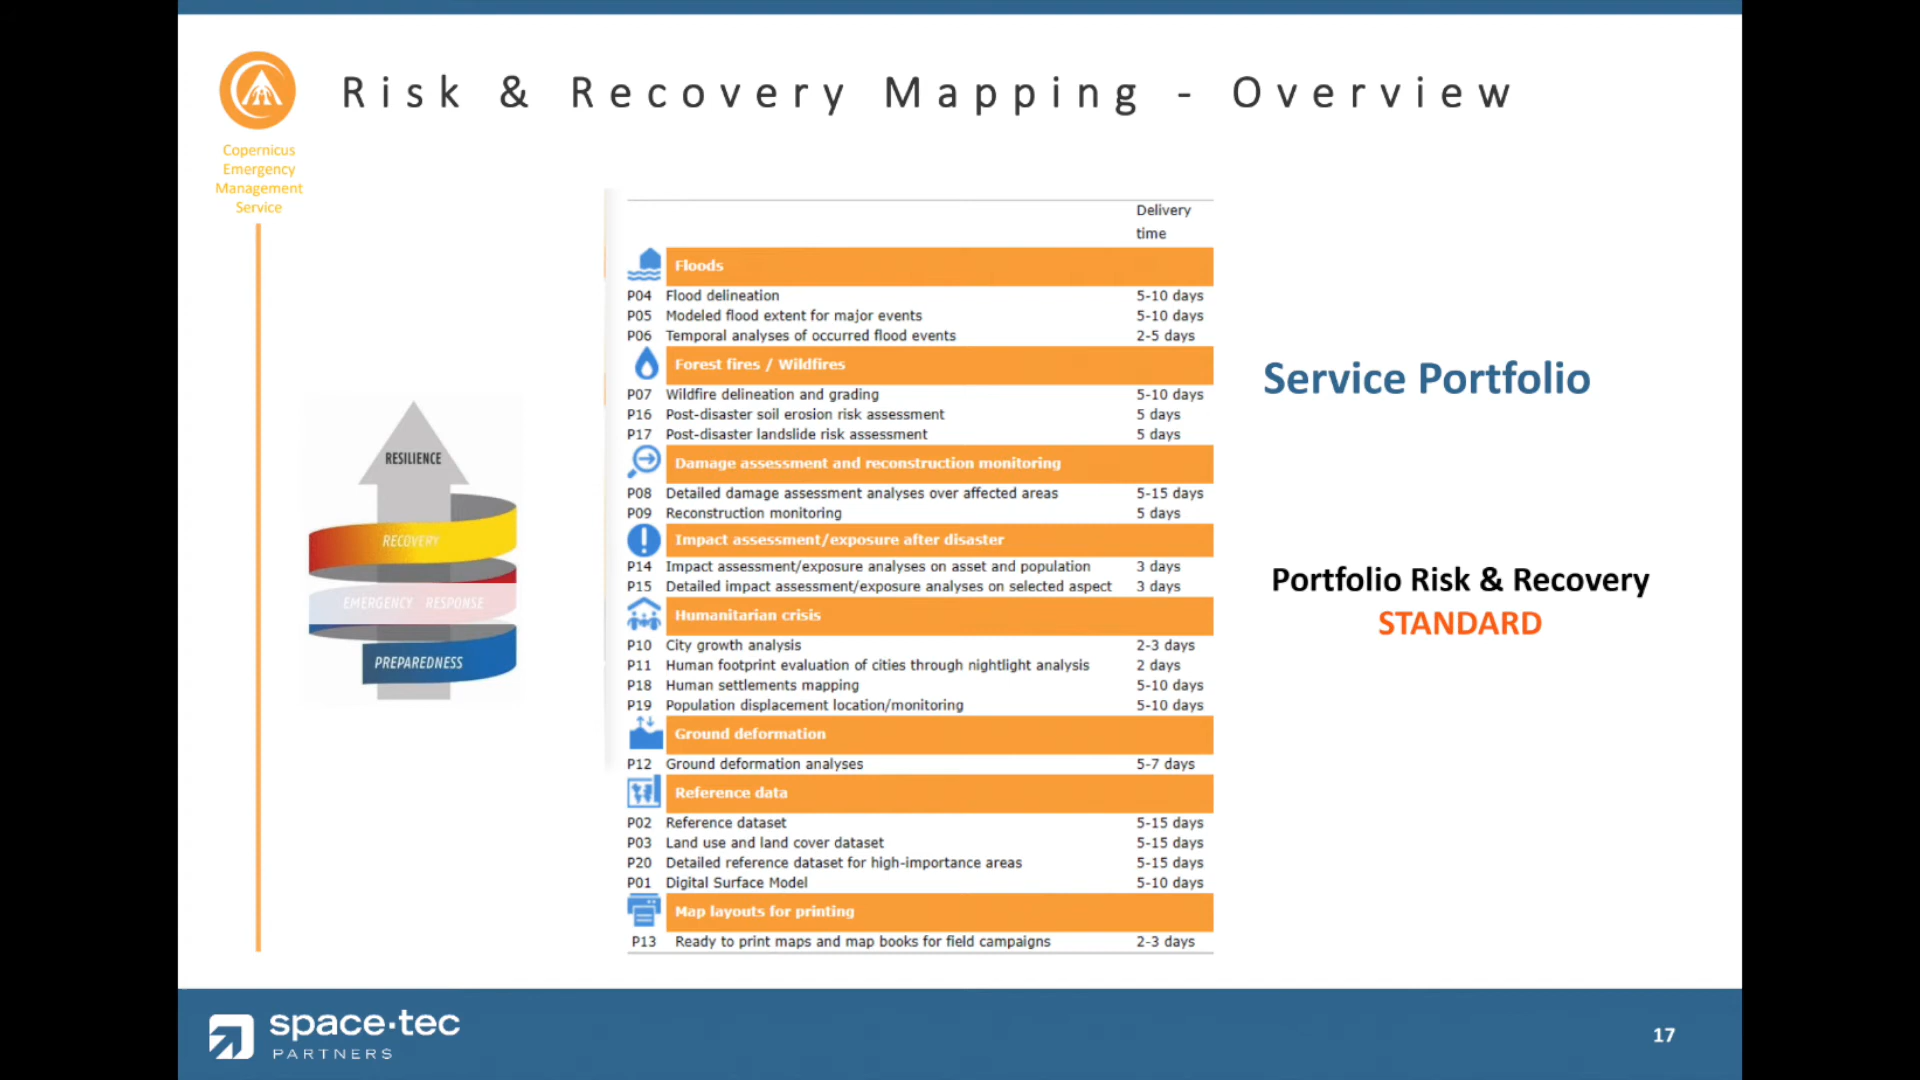 Risk & Recovery Mapping - Overview
Copernicus
Emergency
Management
Service
RESILIENCE
RECOVERY
EMERGENCY RESPONSE
PREPAREDNESS
Delivery
time
Floods
P04 Flood delineation 5-10 days
P05 Modeled flood extent for major events 5-10 days
P06 Temporal analyses of occurred flood events 2-5 days
Forest fires / Wildfires
P07 Wildfire delineation and grading 5-10 days
P16 Post-disaster soil erosion risk assessment 5 days
P17 Post-disaster landslide risk assessment 5 days
Damage assessment and reconstruction monitoring
P08 Detailed damage assessment analyses over affected areas 5-15 days
P09 Reconstruction monitoring 5 days
Impact assessment/exposure after disaster
P14 Impact assessment/exposure analyses on asset and population 3 days
P15 Detailed impact assessment/exposure analyses on selected aspect 3 days
Humanitarian crisis
P10 City growth analysis 2-3 days
P11 Human footprint evaluation of cities through nightlight analysis 2 days
P18 Human settlements mapping 5-10 days
P19 Population displacement location/monitoring 5-10 days
Ground deformation
P12 Ground deformation analyses 5-7 days
Reference data
P02 Reference dataset 5-15 days
P03 Land use and land cover dataset 5-15 days
P20 Detailed reference dataset for high-importance areas 5-15 days
P01 Digital Surface Model 5-10 days
Map layouts for printing
P13 Ready to print maps and map books for field campaigns 2-3 days
Service Portfolio
Portfolio Risk & Recovery
STANDARD
space·tec
PARTNERS
17